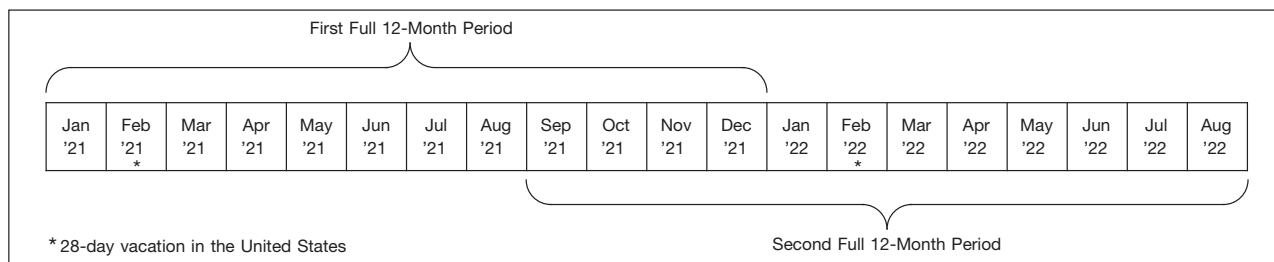 First Full 12-Month Period
Jan Feb Mar Apr May Jun Jul Aug Sep Oct Nov Dec Jan Feb Mar Apr May Jun Jul Aug
'21 '21 '21 '21 '21 '21 '21 '21 '21 '21 '21 '21 '22 '22 '22 '22 '22 '22 '22 '22
* *
* 28-day vacation in the United States
Second Full 12-Month Period